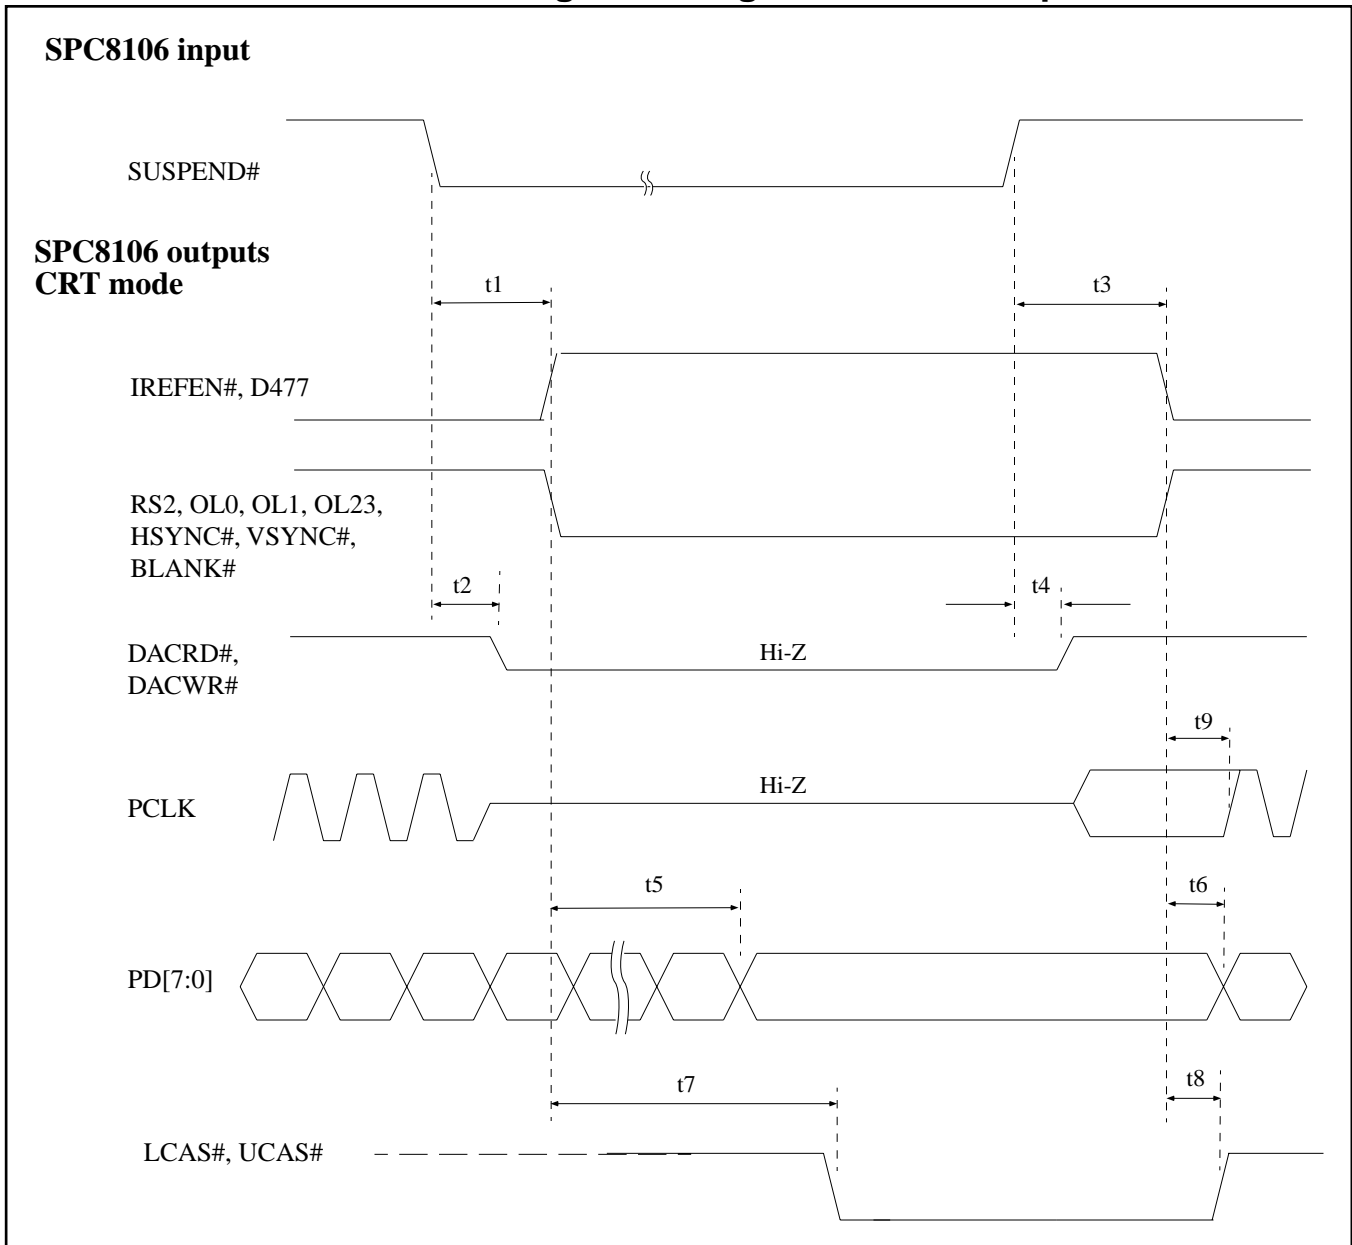 SPC8106 input
SUSPEND#
SPC8106 outputs
CRT mode
t1
t3
IREFEN#, D477
RS2, OL0, OL1, OL23,
HSYNC#, VSYNC#,
BLANK#
t2
t4
DACRD#,
DACWR#
Hi-Z
t9
PCLK
Hi-Z
t5
t6
PD[7:0]
t7
t8
LCAS#, UCAS#